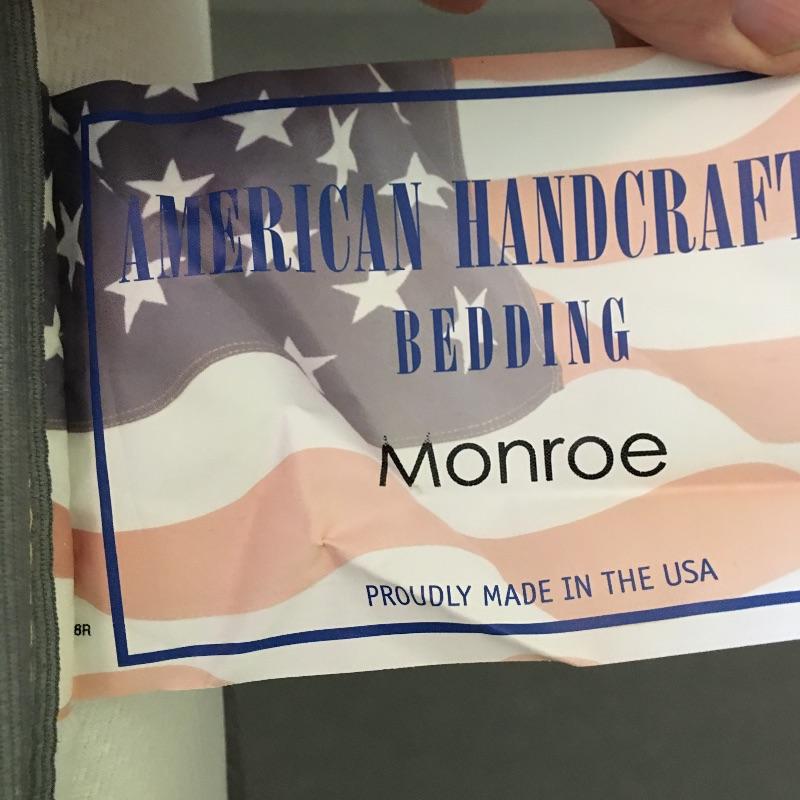 AMERICAN HANDCRAFT
BEDDING
Monroe
PROUDLY MADE IN THE USA
8R